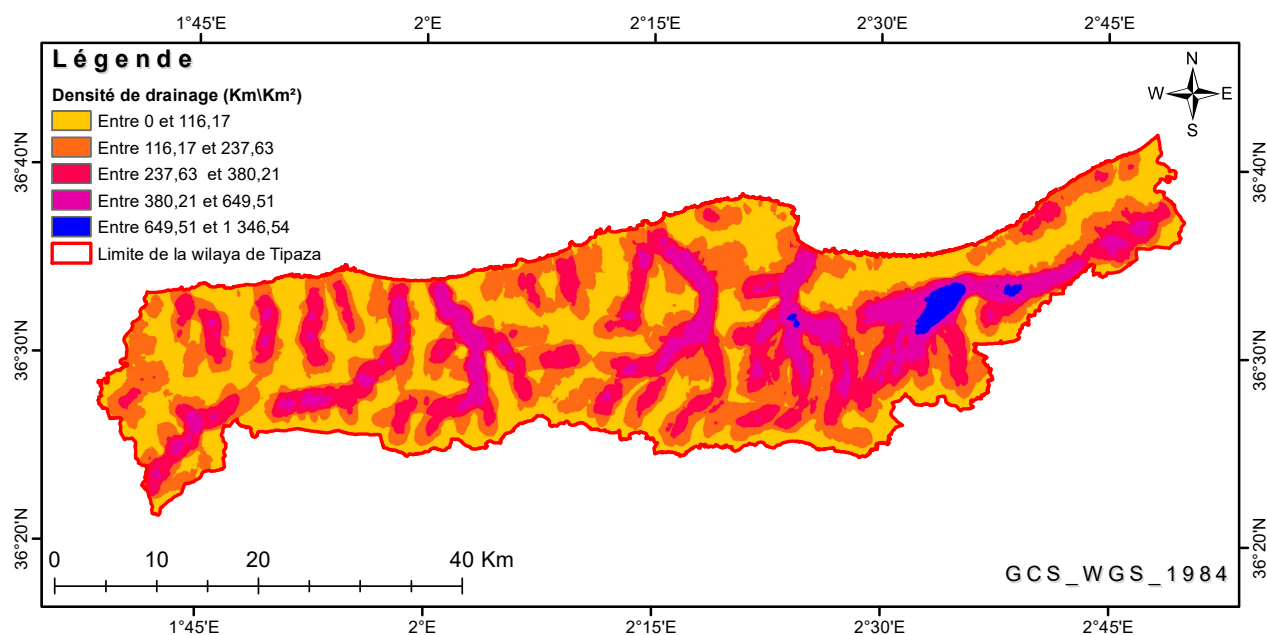 1°45'E 2°E 2°15'E 2°30'E 2°45'E
Légende
Densité de drainage (Km\Km²)
Entre 0 et 116,17
Entre 116,17 et 237,63
Entre 237,63 et 380,21
Entre 380,21 et 649,51
Entre 649,51 et 1 346,54
Limite de la wilaya de Tipaza
N
W E
S
36°40'N 36°40'N
36°30'N 36°30'N
36°20'N 36°20'N
0 10 20 40 Km
GCS_WGS_1984
1°45'E 2°E 2°15'E 2°30'E 2°45'E